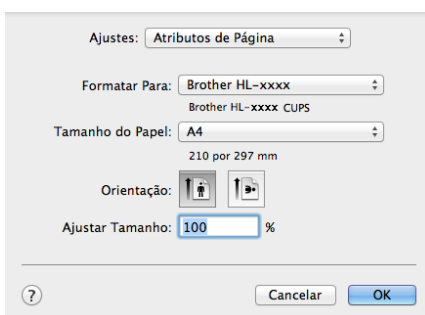 Ajustes: Atributos de Página
Formatar Para: Brother HL-xxxx
Brother HL-xxxx CUPS
Tamanho do Papel: A4
210 por 297 mm
Orientação:
Ajustar Tamanho: 100 %
? Cancelar OK